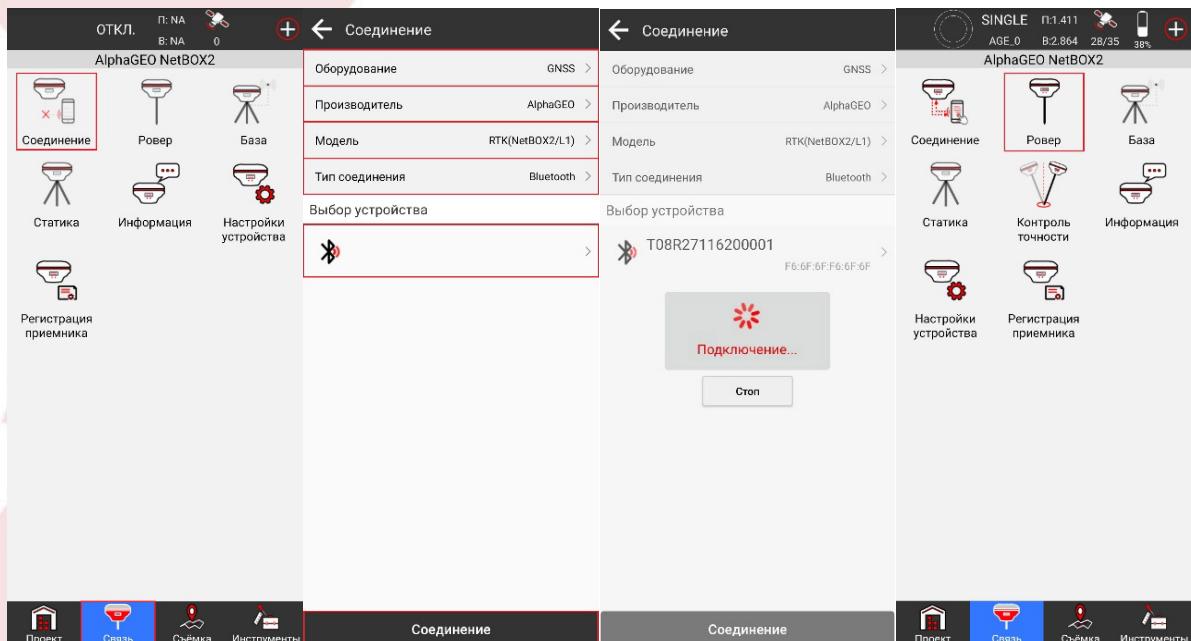 ОТКЛ.
П: NA
В: NA
0
AlphaGEO NetBOX2
Соединение
Ровер
База
Статика
Информация
Настройки
устройства
Регистрация
приемника
Проект
Связь
Съёмка
Инструменты
Соединение
Оборудование
GNSS
Производитель
AlphaGEO
Модель
RTK(NetBOX2/L1)
Тип соединения
Bluetooth
Выбор устройства
Соединение
Соединение
Оборудование
GNSS
Производитель
AlphaGEO
Модель
RTK(NetBOX2/L1)
Тип соединения
Bluetooth
Выбор устройства
T08R27116200001
F6:6F:6F:F6:6F:6F
Подключение...
Стоп
Соединение
SINGLE
П:1.411
AGE_0
В:2.864
28/35
38%
AlphaGEO NetBOX2
Соединение
Ровер
База
Статика
Контроль
точности
Информация
Настройки
устройства
Регистрация
приемника
Проект
Связь
Съёмка
Инструменты